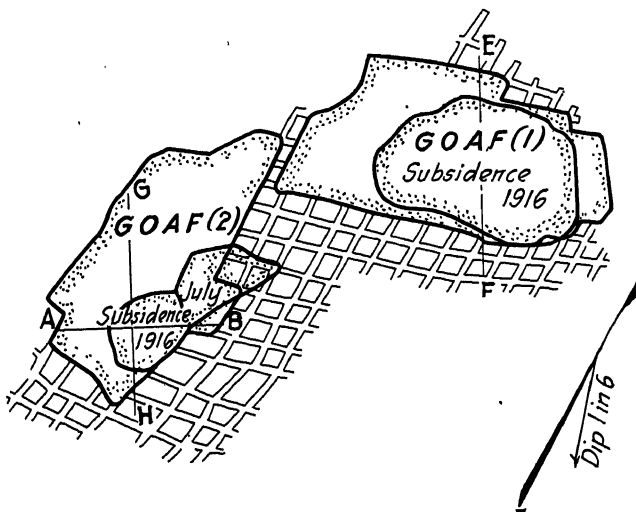 E
GOAF(1)
Subsidence
1916
F
G
GOAF(2)
July
A
Subsidence
B
1916
H
Dip 1 in 6